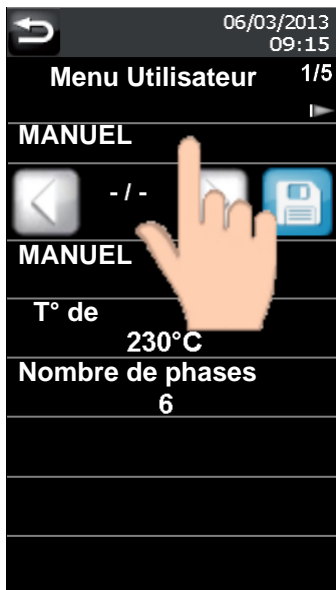 06/03/2013
09:15
Menu Utilisateur 1/5
MANUEL
- / -
MANUEL
T° de
230°C
Nombre de phases
6